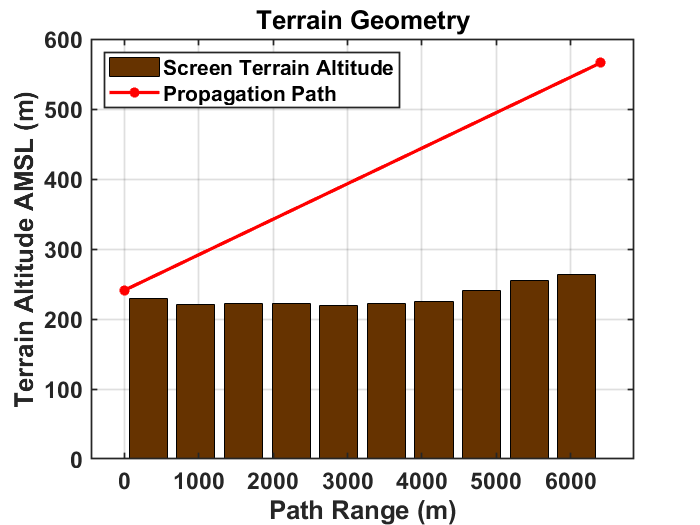 Terrain Geometry
Screen Terrain Altitude
Propagation Path
Terrain Altitude AMSL (m)
600
500
400
300
200
100
0
0 1000 2000 3000 4000 5000 6000
Path Range (m)